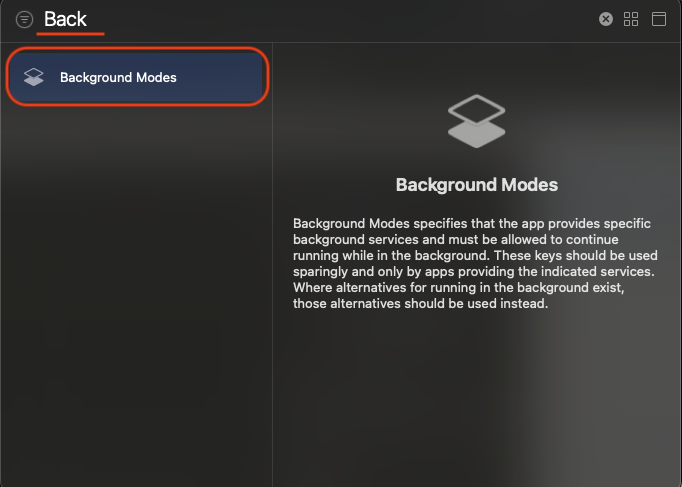 Back
Background Modes
Background Modes
Background Modes specifies that the app provides specific
background services and must be allowed to continue
running while in the background. These keys should be used
sparingly and only by apps providing the indicated services.
Where alternatives for running in the background exist,
those alternatives should be used instead.